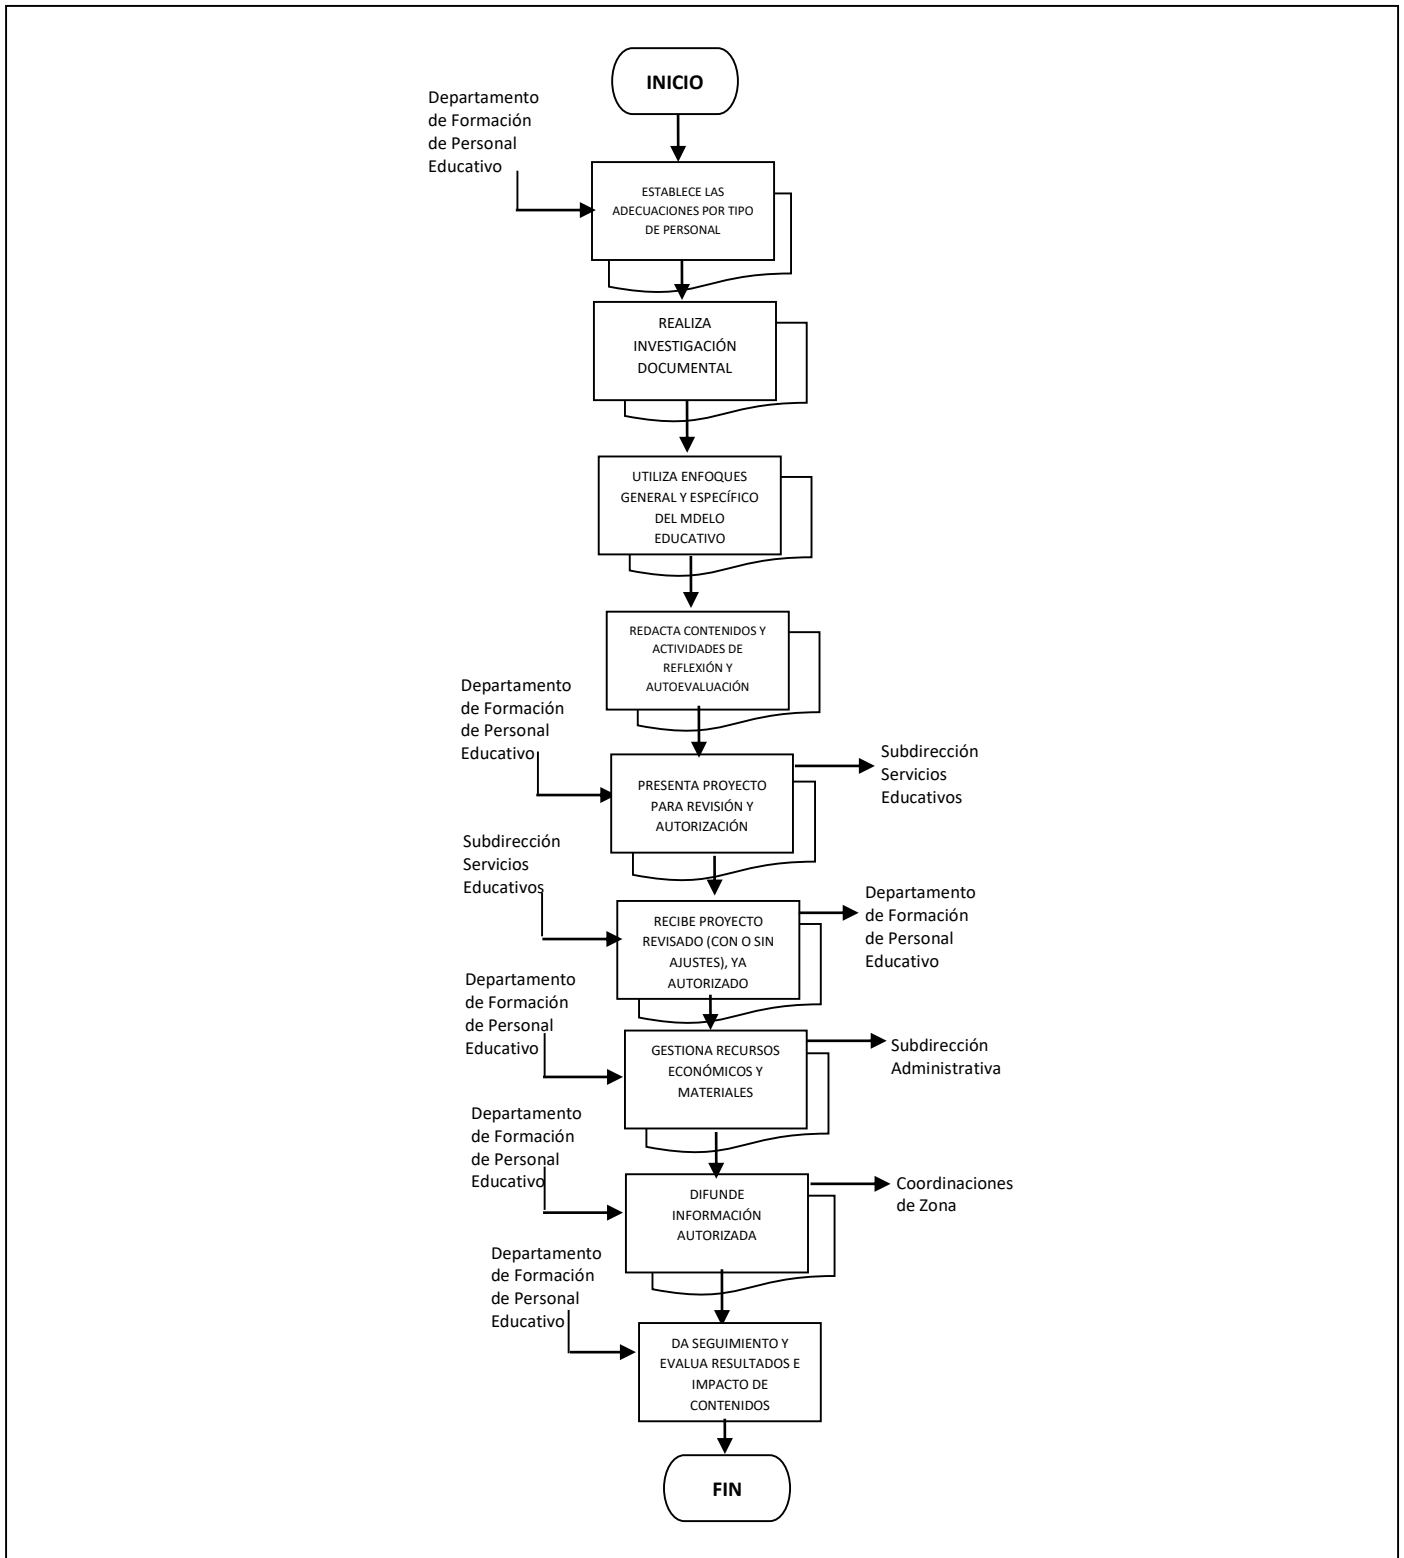 INICIO
Departamento
de Formación
de Personal
Educativo
ESTABLECE LAS
ADECUACIONES POR TIPO
DE PERSONAL
REALIZA
INVESTIGACIÓN
DOCUMENTAL
UTILIZA ENFOQUES
GENERAL Y ESPECÍFICO
DEL MDELO
EDUCATIVO
REDACTA CONTENIDOS Y
ACTIVIDADES DE
REFLEXIÓN Y
AUTOEVALUACIÓN
Departamento
de Formación
de Personal
Educativo
PRESENTA PROYECTO
PARA REVISIÓN Y
AUTORIZACIÓN
Subdirección
Servicios
Educativos
Subdirección
Servicios
Educativos
RECIBE PROYECTO
REVISADO (CON O SIN
AJUSTES), YA
AUTORIZADO
Departamento
de Formación
de Personal
Educativo
Departamento
de Formación
de Personal
Educativo
GESTIONA RECURSOS
ECONÓMICOS Y
MATERIALES
Subdirección
Administrativa
Departamento
de Formación
de Personal
Educativo
DIFUNDE
INFORMACIÓN
AUTORIZADA
Coordinaciones
de Zona
Departamento
de Formación
de Personal
Educativo
DA SEGUIMIENTO Y
EVALUA RESULTADOS E
IMPACTO DE
CONTENIDOS
FIN